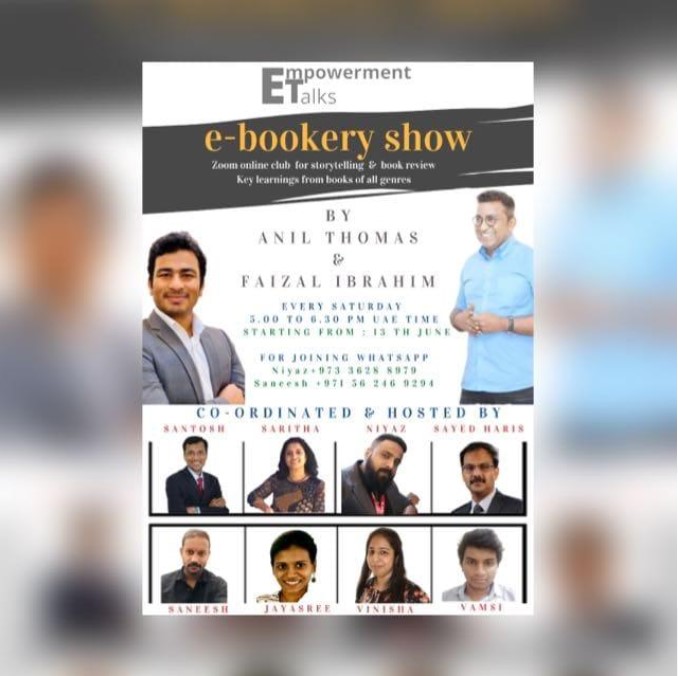 Empowerment
Talks
e-bookery show
Zoom online club for storytelling & book review
Key learnings from books of all genres
BY
ANIL THOMAS
&
FAIZAL IBRAHIM
EVERY SATURDAY
5.00 TO 6.30 PM UAE TIME
STARTING FROM : 13 TH JUNE
FOR JOINING WHATSAPP
Niyaz+973 3628 8979
Saneesh +971 56 246 9294
CO-ORDINATED & HOSTED BY
SANTOSH SARITHA NIYAZ SAYED HARIS
SANEESH JAYASREE VINISHA VAMSI